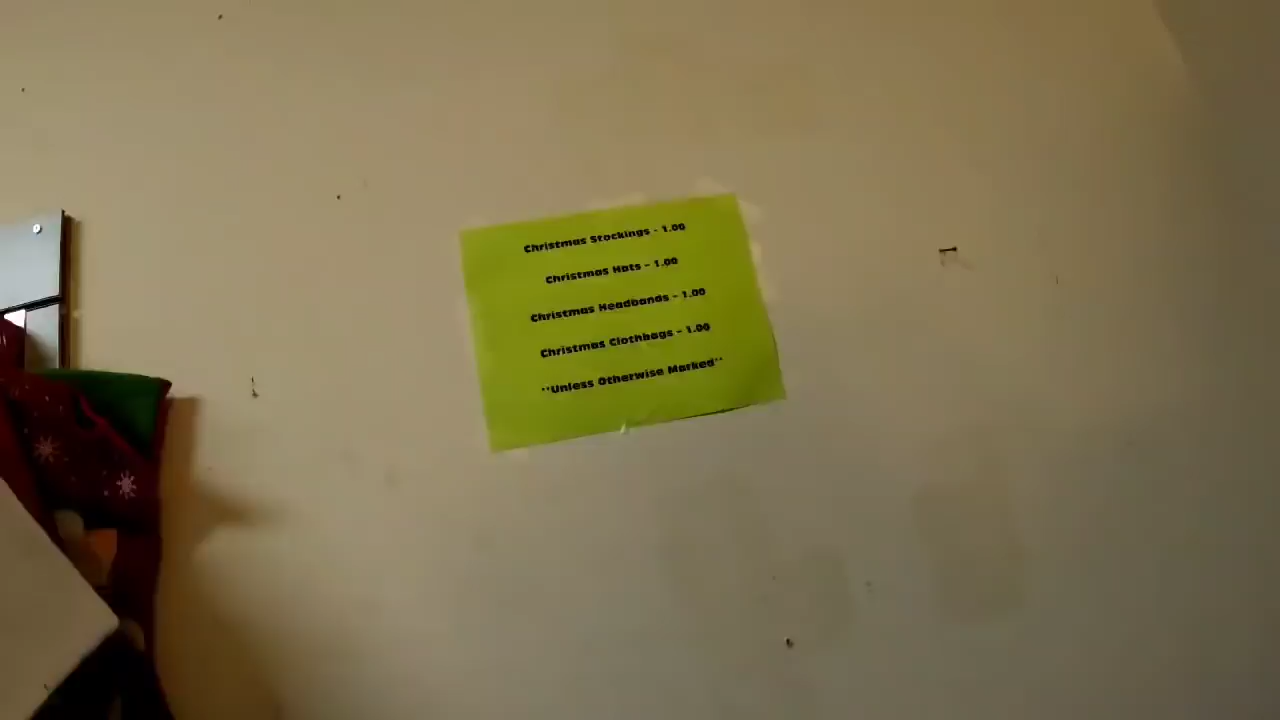 Christmas Stockings - 1.00
Christmas Hats - 1.00
Christmas Headbands - 1.00
Christmas Clothbags - 1.00
**Unless Otherwise Marked**